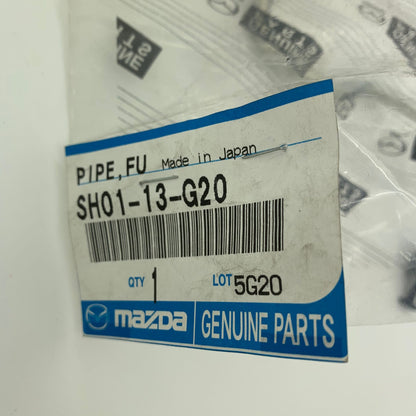 PIPE, FU Made in Japan
SH01-13-G20
QTY 1 LOT 5G20
mazda GENUINE PARTS